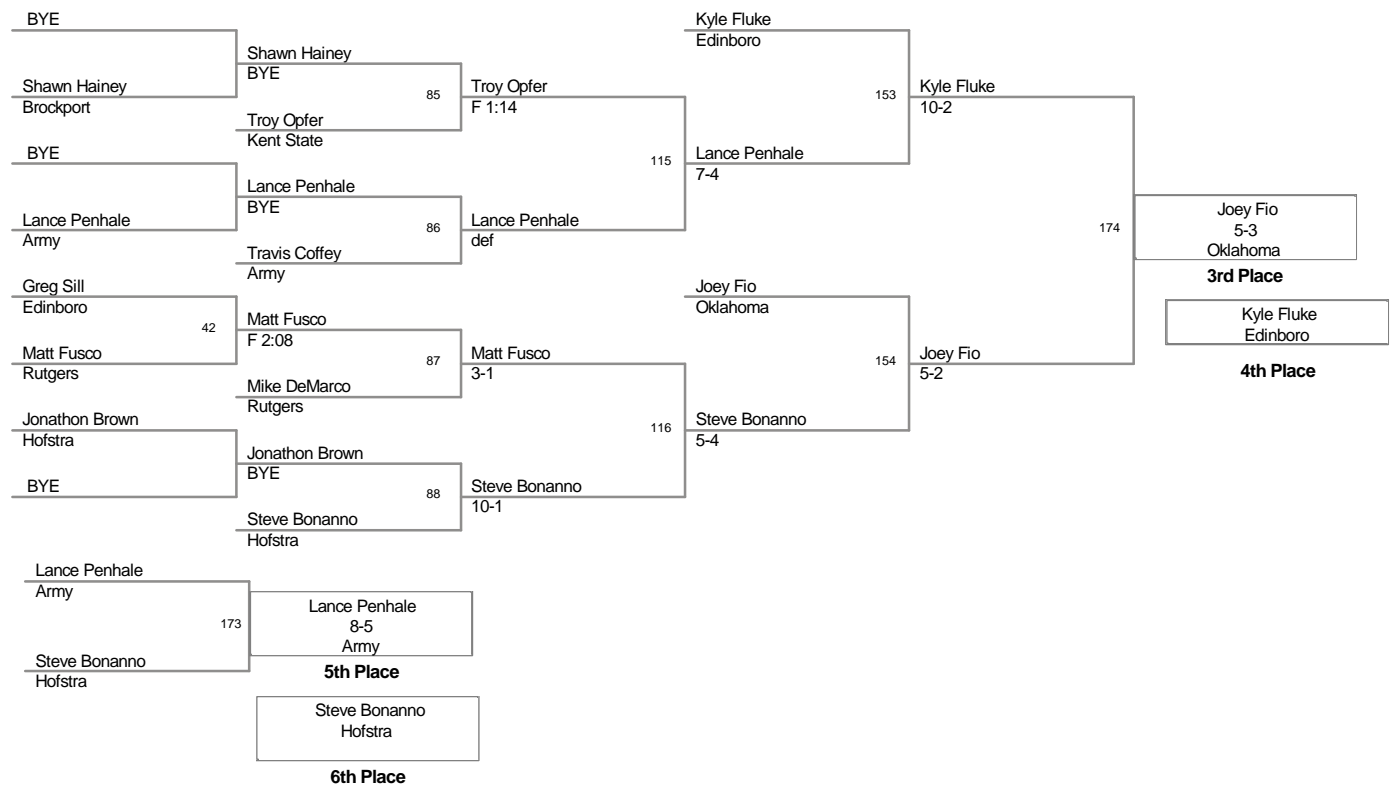 BYE
Shawn Hainey
Brockport
BYE
Lance Penhale
Army
Greg Sill
Edinboro
42
Matt Fusco
Rutgers
Jonathon Brown
Hofstra
BYE
Shawn Hainey
BYE
85
Troy Opfer
Kent State
Lance Penhale
BYE
86
Travis Coffey
Army
Matt Fusco
F 2:08
87
Mike DeMarco
Rutgers
Jonathon Brown
BYE
88
Steve Bonanno
Hofstra
Troy Opfer
F 1:14
115
Lance Penhale
def
Matt Fusco
3-1
116
Steve Bonanno
10-1
Kyle Fluke
Edinboro
153
Lance Penhale
7-4
Joey Fio
Oklahoma
154
Steve Bonanno
5-4
Kyle Fluke
10-2
174
Joey Fio
5-2
Joey Fio
5-3
Oklahoma
3rd Place
Kyle Fluke
Edinboro
4th Place
Lance Penhale
Army
173
Steve Bonanno
Hofstra
Lance Penhale
8-5
Army
5th Place
Steve Bonanno
Hofstra
6th Place